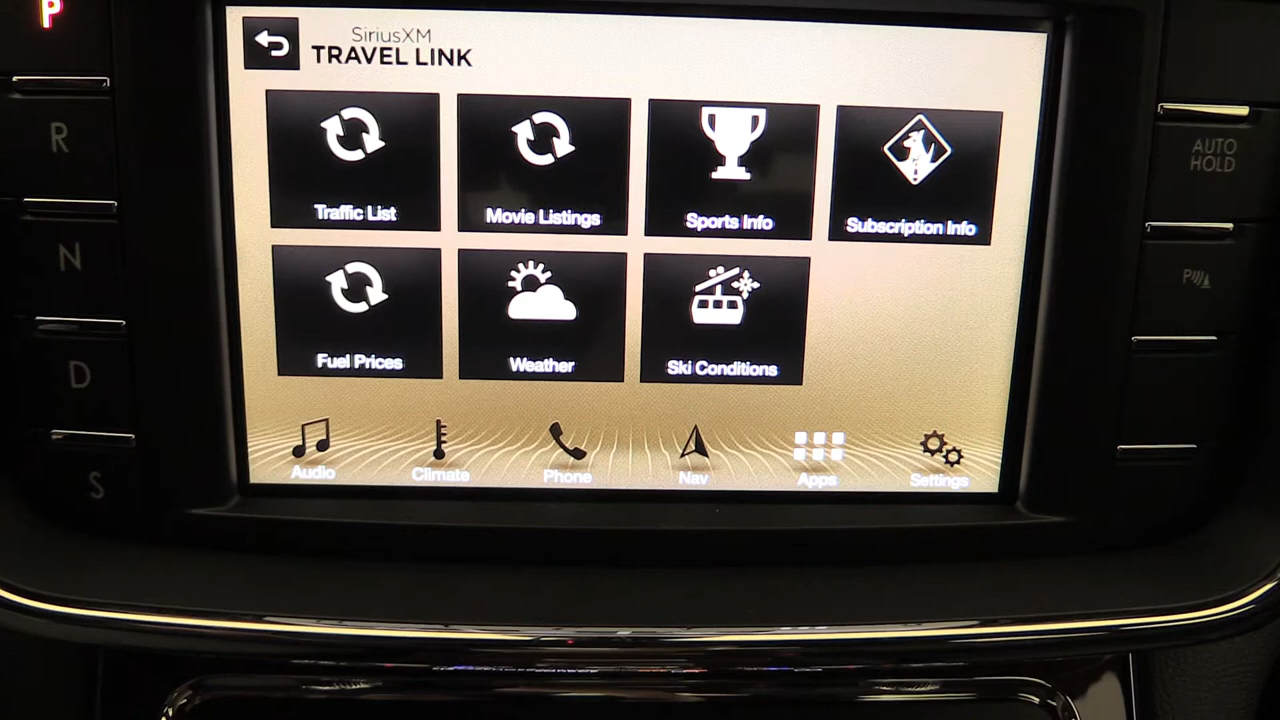 P
R
N
D
S
SiriusXM
TRAVEL LINK
Traffic List
Movie Listings
Sports Info
Subscription Info
Fuel Prices
Weather
Ski Conditions
Audio
Climate
Phone
Nav
Apps
Settings
AUTO
HOLD
P